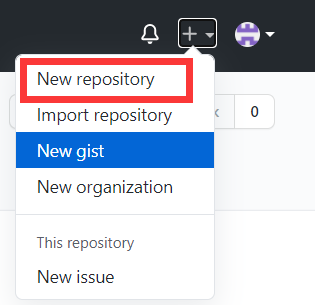 New repository
Import repository
0
New gist
New organization
This repository
New issue